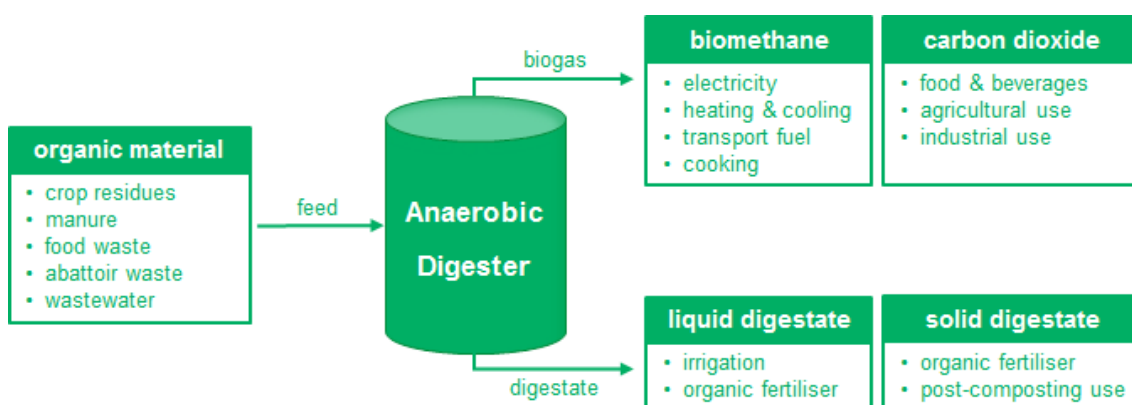 organic material
• crop residues
• manure
• food waste
• abattoir waste
• wastewater
feed
Anaerobic
Digester
biogas
biomethane
• electricity
• heating & cooling
• transport fuel
• cooking
carbon dioxide
• food & beverages
• agricultural use
• industrial use
digestate
liquid digestate
• irrigation
• organic fertiliser
solid digestate
• organic fertiliser
• post-composting use